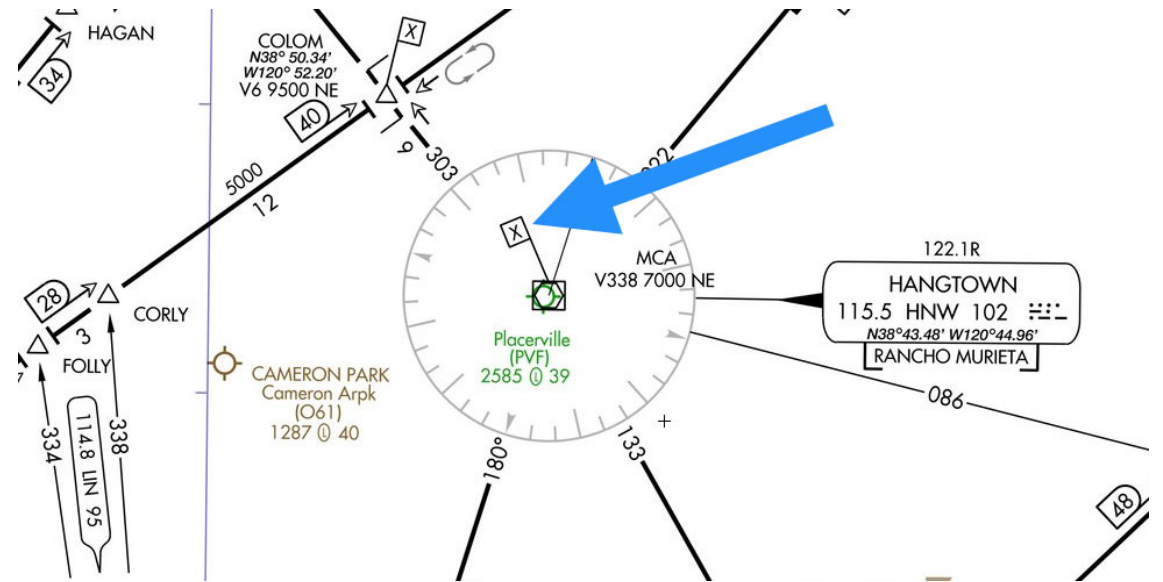 HAGAN
34
COLOM
N38° 50.34'
W120° 52.20'
V6 9500 NE
X
40
9
303
5000
12
X
MCA
V338 7000 NE
122.1R
HANGTOWN
115.5 HNW 102
N38°43.48' W120°44.96'
RANCHO MURIETA
28
CORLY
3
FOLLY
Placerville
(PVF)
2585 Ⓛ 39
CAMERON PARK
Cameron Arpk
(O61)
1287 Ⓛ 40
086
334
114.8 LIN 95
338
180°
133
48